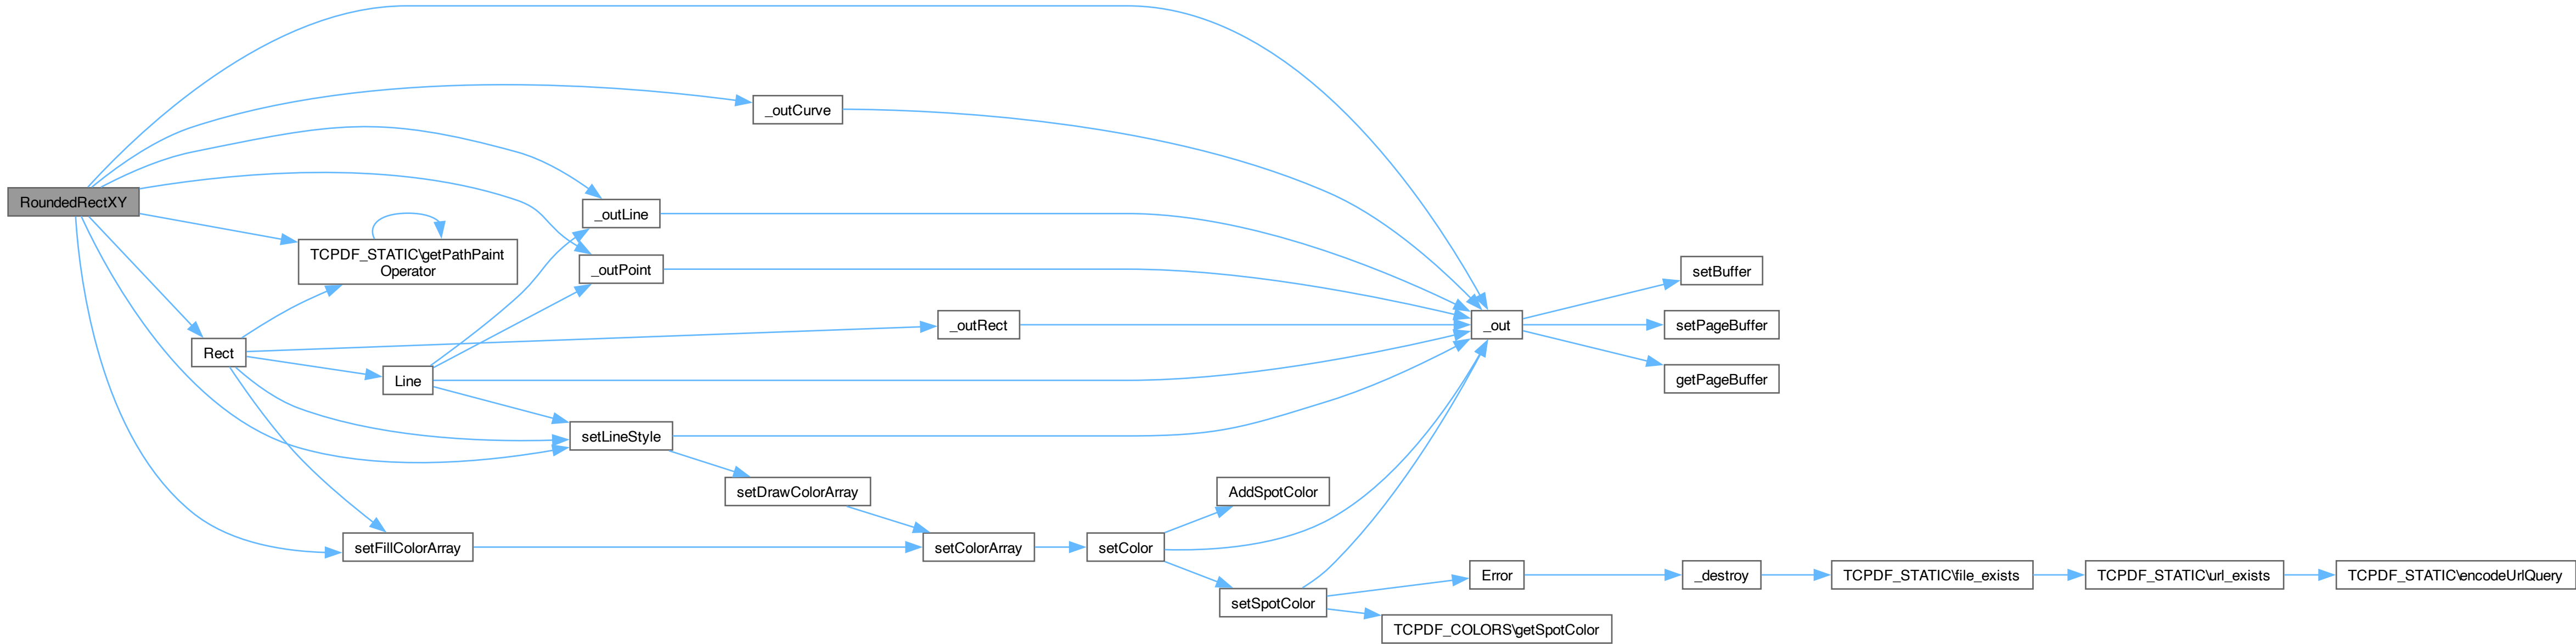 RoundedRectXY
_outCurve
_outLine
TCPDF_STATIC\getPathPaint
Operator
_outPoint
Rect
Line
_outRect
_out
setBuffer
setPageBuffer
getPageBuffer
setLineStyle
setDrawColorArray
setFillColorArray
setColorArray
setColor
AddSpotColor
setSpotColor
Error
_destroy
TCPDF_STATIC\file_exists
TCPDF_STATIC\url_exists
TCPDF_STATIC\encodeUrlQuery
TCPDF_COLORS\getSpotColor